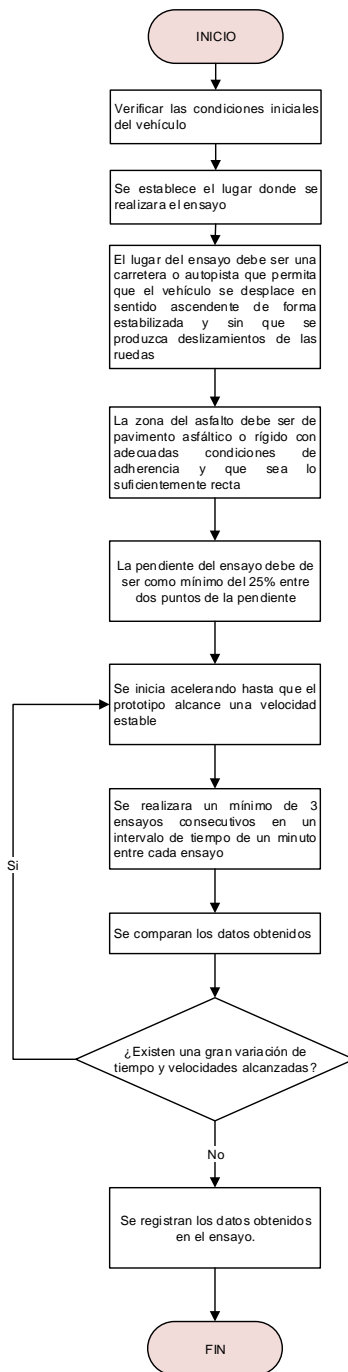 INICIO
Verificar las condiciones iniciales
del vehículo
Se establece el lugar donde se
realizara el ensayo
El lugar del ensayo debe ser una
carretera o autopista que permita
que el vehículo se desplace en
sentido ascendente de forma
estabilizada y sin que se
produzca deslizamientos de las
ruedas
La zona del asfalto debe ser de
pavimento asfáltico o rígido con
adecuadas condiciones de
adherencia y que sea lo
suficientemente recta
La pendiente del ensayo debe de
ser como mínimo del 25% entre
dos puntos de la pendiente
Se inicia acelerando hasta que el
prototipo alcance una velocidad
estable
Se realizara un mínimo de 3
ensayos consecutivos en un
intervalo de tiempo de un minuto
entre cada ensayo
Si
Se comparan los datos obtenidos
¿Existen una gran variación de
tiempo y velocidades alcanzadas?
No
Se registran los datos obtenidos
en el ensayo.
FIN